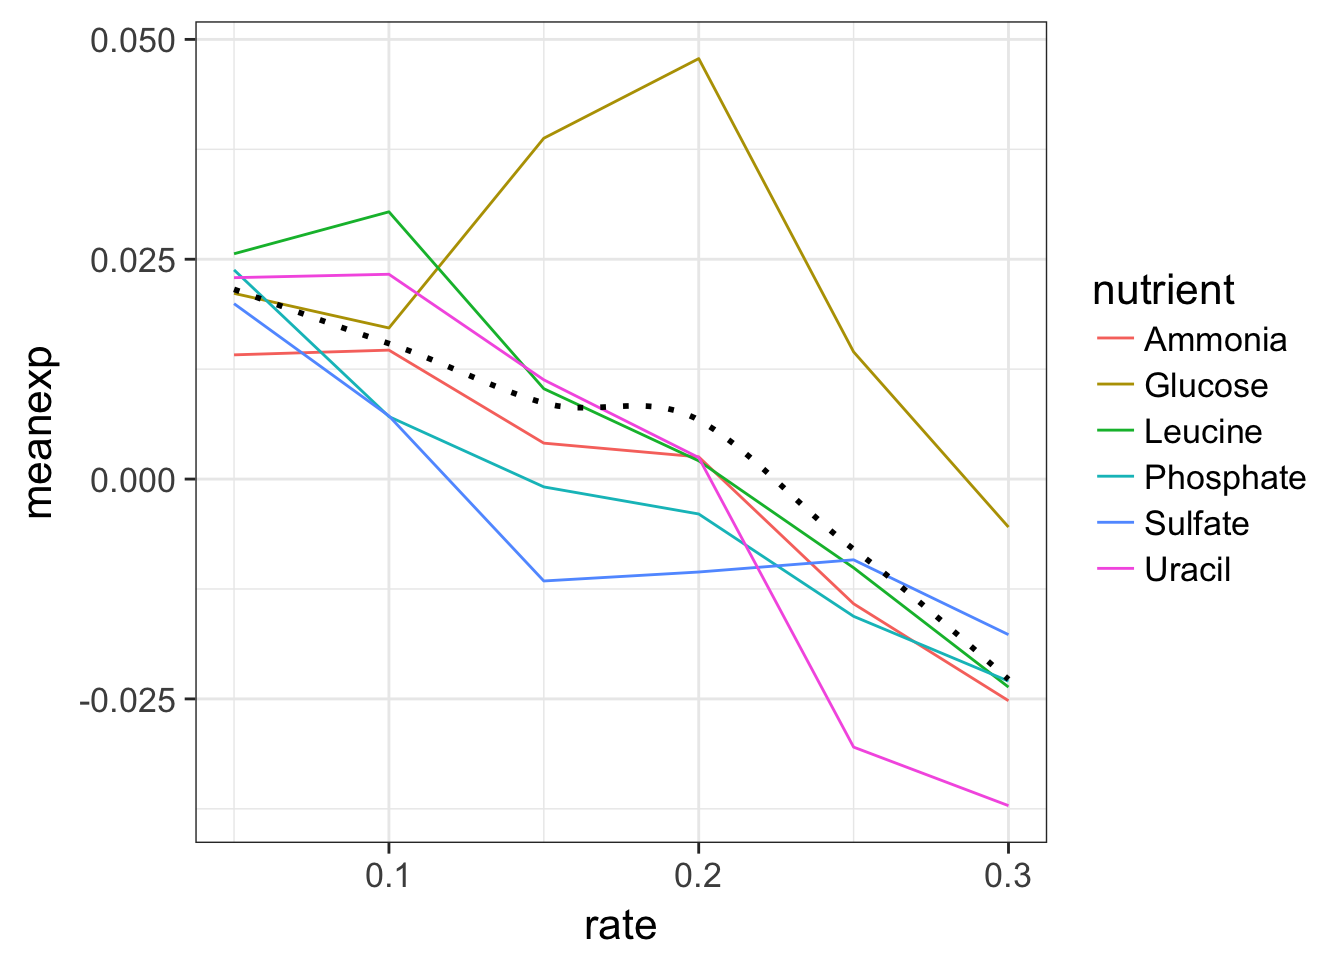 0.050
0.025
0.000
-0.025
meanexp
0.1
0.2
0.3
rate
nutrient
Ammonia
Glucose
Leucine
Phosphate
Sulfate
Uracil